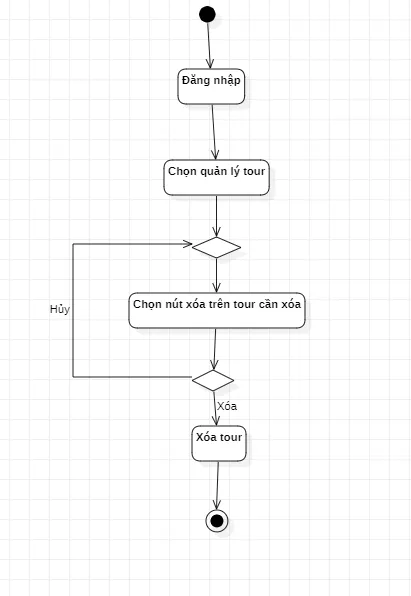 Đăng nhập
Chọn quản lý tour
Chọn nút xóa trên tour cần xóa
Hủy
Xóa
Xóa tour